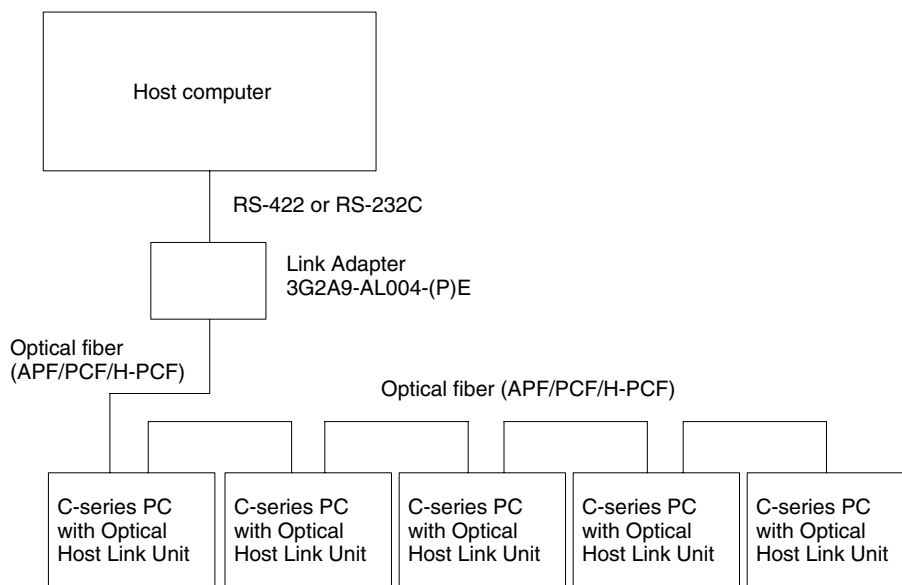 Host computer
RS-422 or RS-232C
Link Adapter
3G2A9-AL004-(P)E
Optical fiber
(APF/PCF/H-PCF)
Optical fiber (APF/PCF/H-PCF)
C-series PC
with Optical
Host Link Unit
C-series PC
with Optical
Host Link Unit
C-series PC
with Optical
Host Link Unit
C-series PC
with Optical
Host Link Unit
C-series PC
with Optical
Host Link Unit